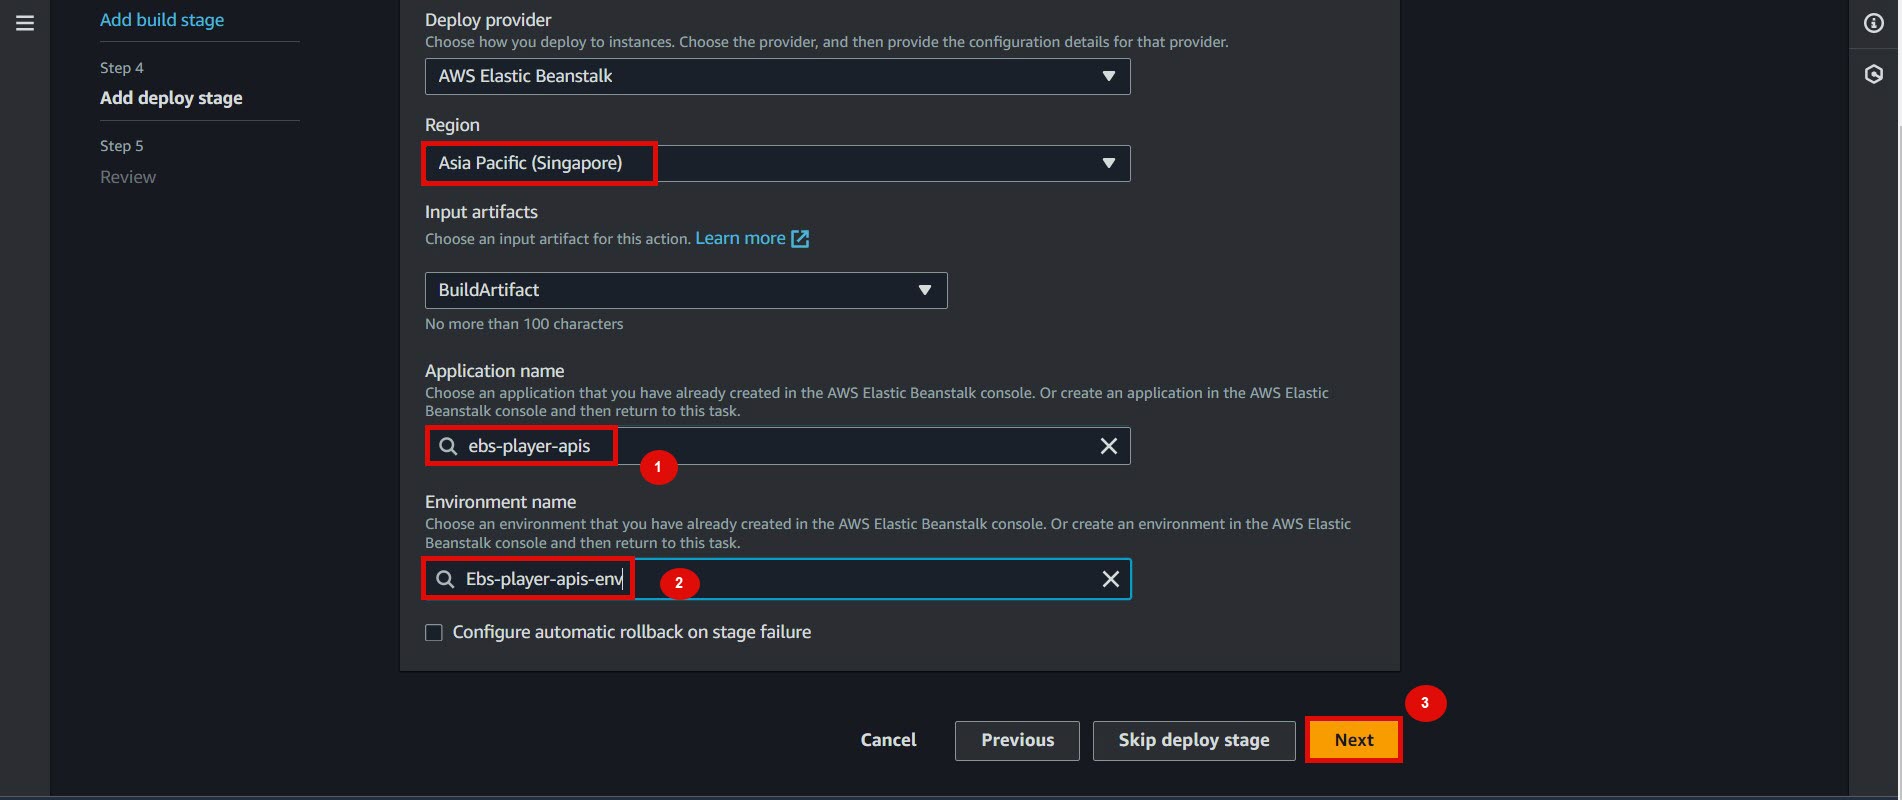 Add build stage
Step 4
Add deploy stage
Step 5
Review
Deploy provider
Choose how you deploy to instances. Choose the provider, and then provide the configuration details for that provider.
AWS Elastic Beanstalk
Region
Asia Pacific (Singapore)
Input artifacts
Choose an input artifact for this action. Learn more
BuildArtifact
No more than 100 characters
Application name
Choose an application that you have already created in the AWS Elastic Beanstalk console. Or create an application in the AWS Elastic
Beanstalk console and then return to this task.
ebs-player-apis
1
Environment name
Choose an environment that you have already created in the AWS Elastic Beanstalk console. Or create an environment in the AWS Elastic
Beanstalk console and then return to this task.
Ebs-player-apis-env
2
Configure automatic rollback on stage failure
3
Cancel Previous Skip deploy stage Next